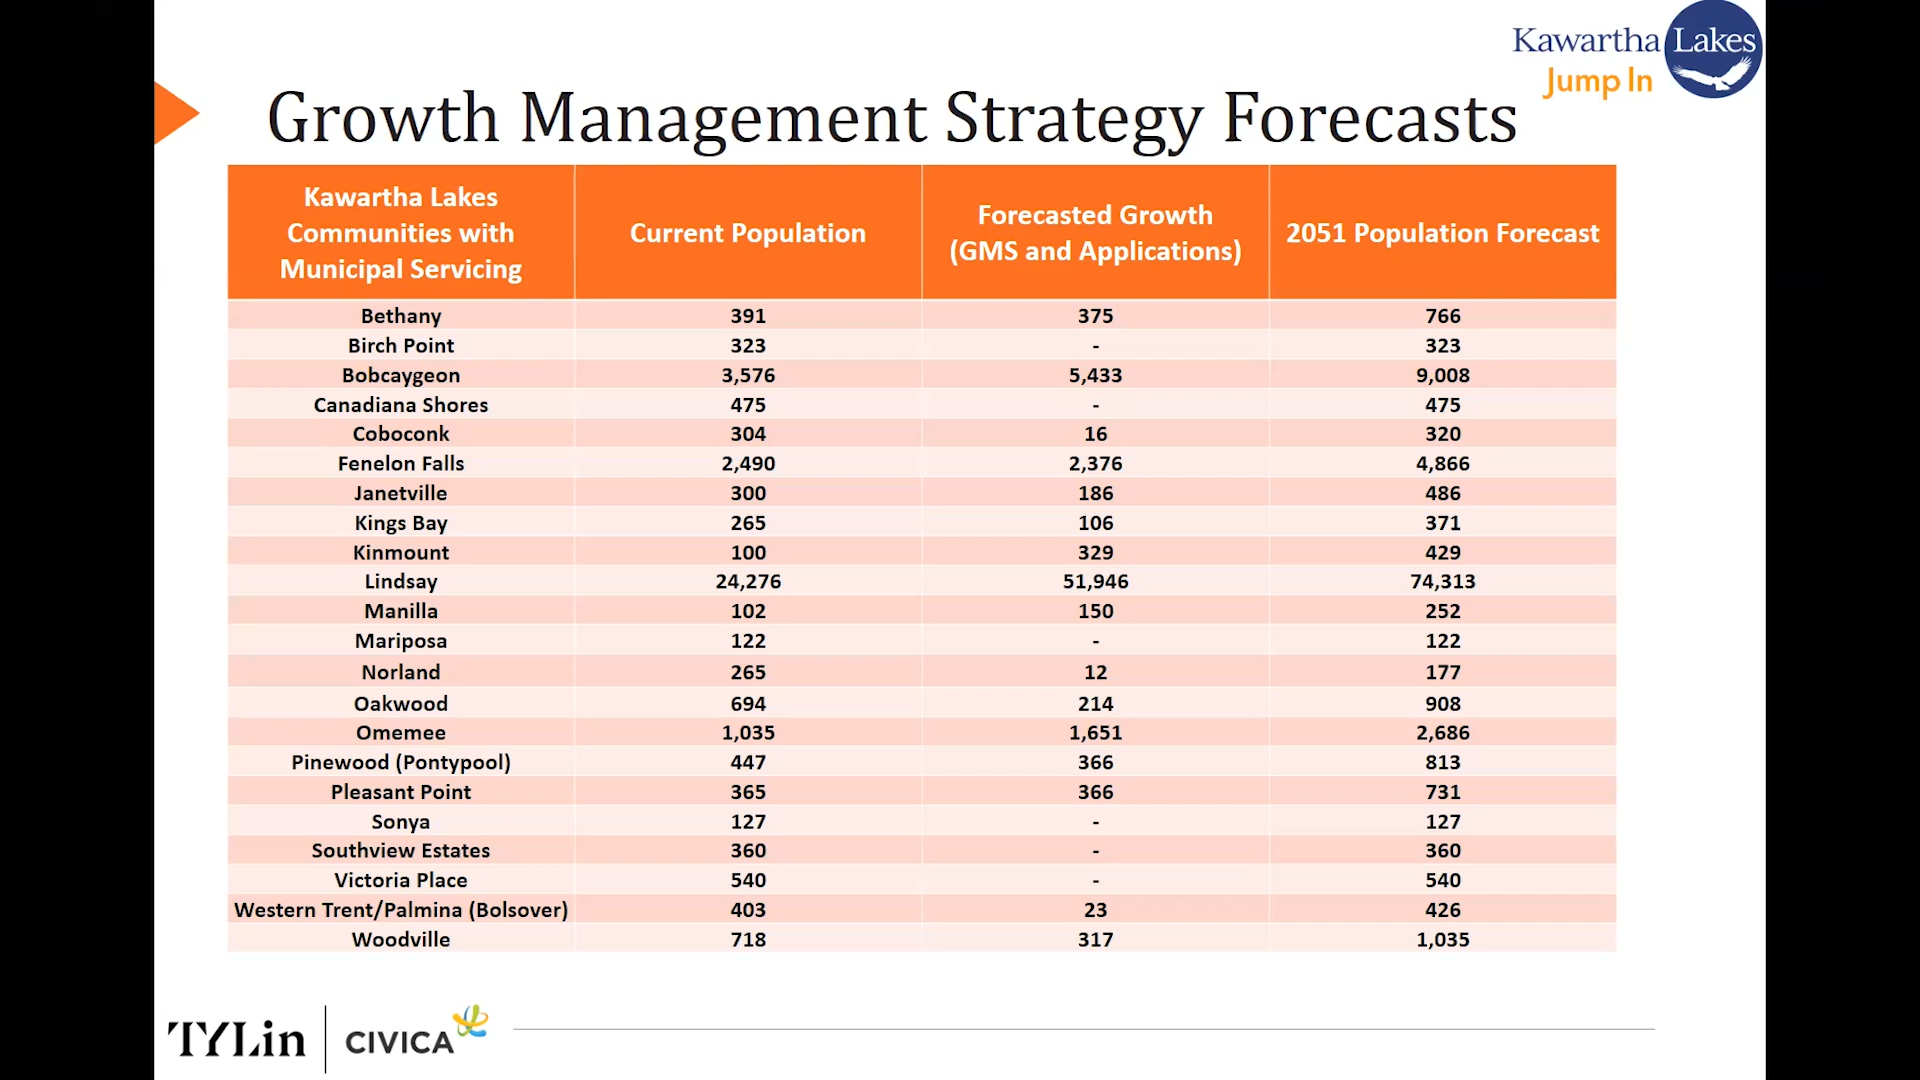 Kawartha Lakes
Jump In
Growth Management Strategy Forecasts
Kawartha Lakes
Communities with
Municipal Servicing
Current Population
Forecasted Growth
(GMS and Applications)
2051 Population Forecast
Bethany 391 375 766
Birch Point 323 - 323
Bobcaygeon 3,576 5,433 9,008
Canadiana Shores 475 - 475
Coboconk 304 16 320
Fenelon Falls 2,490 2,376 4,866
Janetville 300 186 486
Kings Bay 265 106 371
Kinmount 100 329 429
Lindsay 24,276 51,946 74,313
Manilla 102 150 252
Mariposa 122 - 122
Norland 265 12 177
Oakwood 694 214 908
Omemee 1,035 1,651 2,686
Pinewood (Pontypool) 447 366 813
Pleasant Point 365 366 731
Sonya 127 - 127
Southview Estates 360 - 360
Victoria Place 540 - 540
Western Trent/Palmina (Bolsover) 403 23 426
Woodville 718 317 1,035
TYLin CIVICA